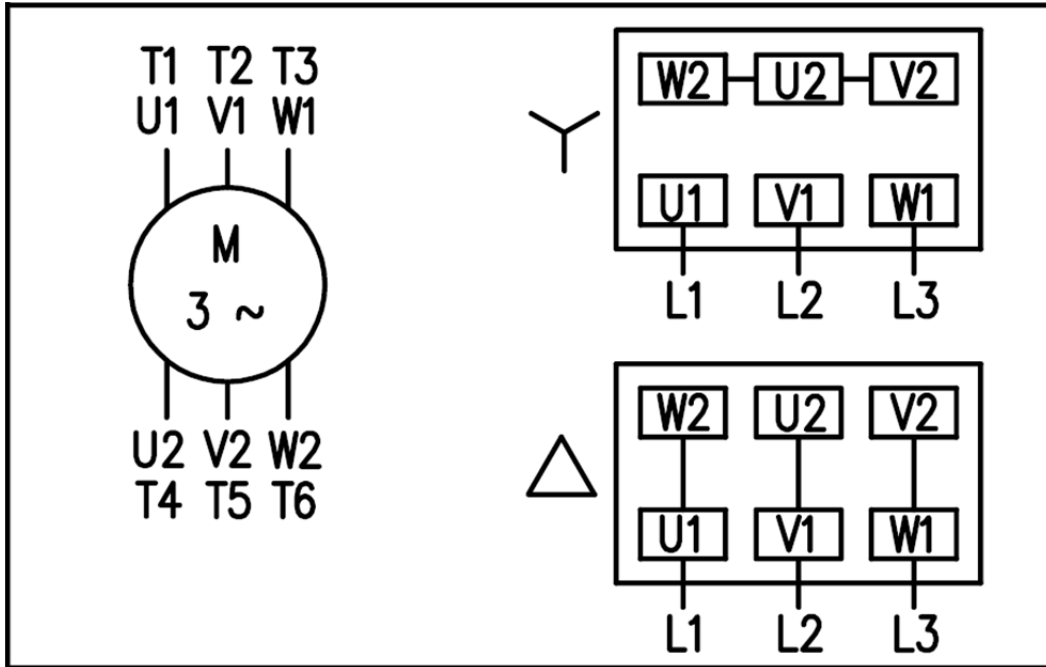 T1 T2 T3
U1 V1 W1
M
3 ~
U2 V2 W2
T4 T5 T6
W2 U2 V2
U1 V1 W1
L1 L2 L3
W2 U2 V2
U1 V1 W1
L1 L2 L3